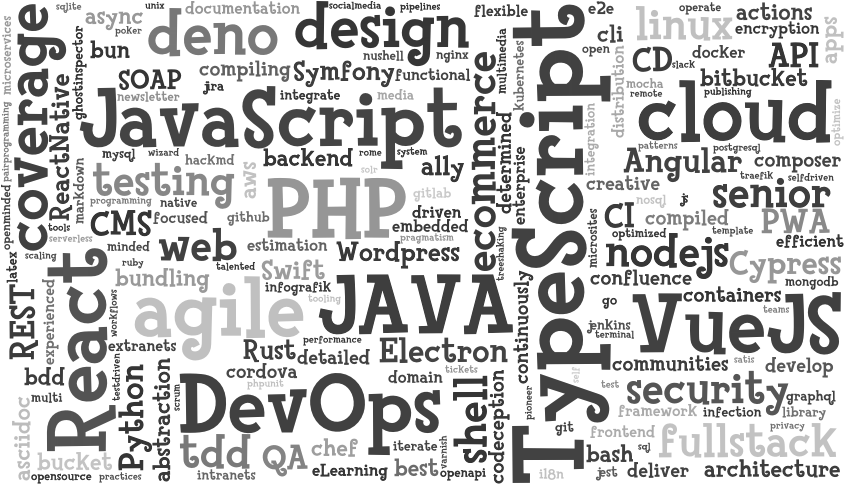 microservices
sqlite
async
unix
documentation
socialmedia
pipelines
flexible
e2e
operate
actions
apps
poker
deno
design
cli
linux
encryption
coverage
bun
nushell
nginx
multimedia
kubernetes
open
CD
slack
docker
API
ghostinspector
SOAP
compiling
Symfony
functional
distribution
bitbucket
ReactNative
newsletter
jra
integrate
media
mocha
remote
publishing
pairprogramming
JavaScript
ecommerce
TypeScript
cloud
optimize
mysql
wizard
hackmd
backend
rome
system
determined
integration
patterns
postgresql
markdown
testing
aws
solr
ally
enterprise
Angular
traefik
composer
selfdriven
openminded
programming
native
PHP
gitlab
creative
nosql
js
senior
tools
CMS
focused
github
driven
embedded
CI
compiled
PWA
serverless
minded
web
estimation
pragmatism
microsites
optimized
template
efficient
scaling
ruby
talented
Wordpress
treeshaking
nodejs
Cypress
latex
React
bundling
Swift
infografik
continuously
confluence
mongodb
REST
experienced
workflows
agile
tooling
JAVA
go
containers
VueJS
teams
extranets
performance
jenkins
terminal
bdd
testdriven
Rust
detailed
Electron
communities
satis
develop
multi
Python
abstraction
scrum
cordova
phpunit
domain
tickets
shell
codeception
pioneer
self
test
security
graphql
asciidoc
DevOps
framework
infection
library
tdd
QA
chef
iterate
varnish
git
frontend
sql
privacy
fullstack
bucket
bash
opensource
practices
intranets
eLearning
best
openapi
i18n
jest
deliver
architecture